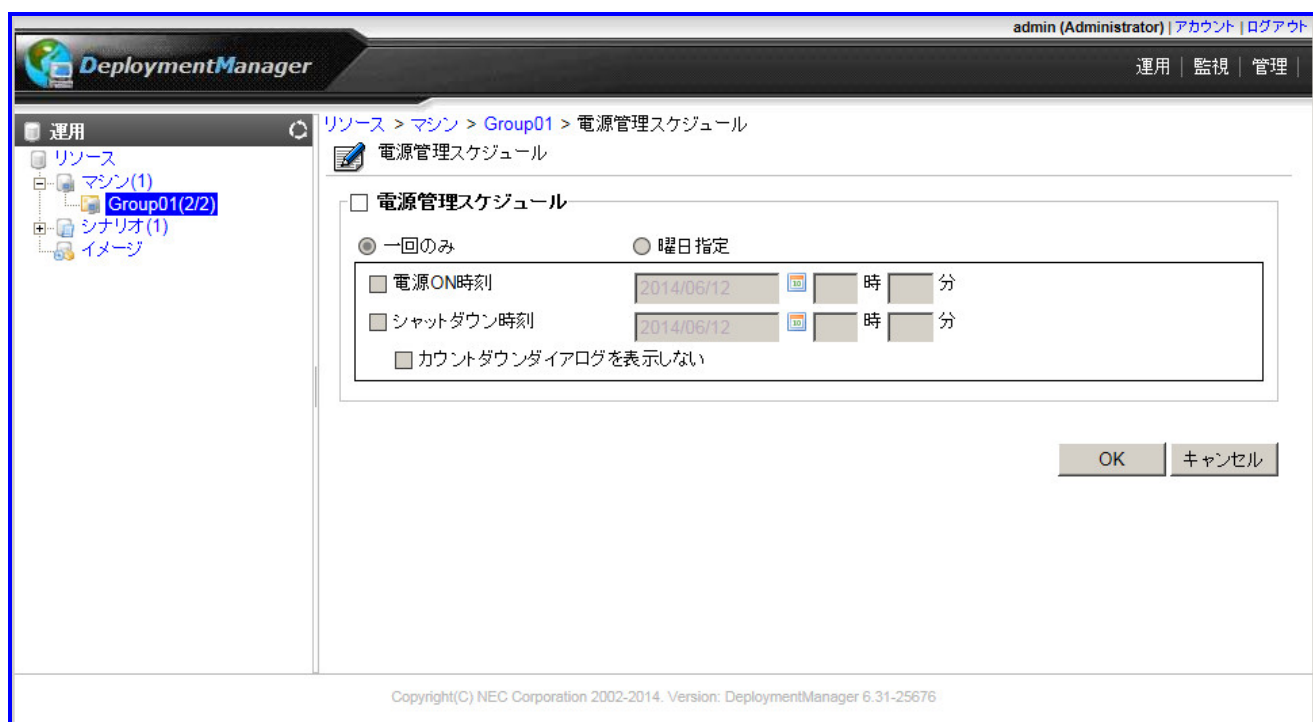 admin (Administrator) | アカウント | ログアウト
DeploymentManager
運用 | 監視 | 管理 |
運用
リソース
マシン(1)
Group01(2/2)
シナリオ(1)
イメージ
リソース > マシン > Group01 > 電源管理スケジュール
電源管理スケジュール
電源管理スケジュール
一回のみ 曜日指定
電源ON時刻 2014/06/12 時 分
シャットダウン時刻 2014/06/12 時 分
カウントダウンダイアログを表示しない
OK キャンセル
Copyright(C) NEC Corporation 2002-2014. Version: DeploymentManager 6.31-25676